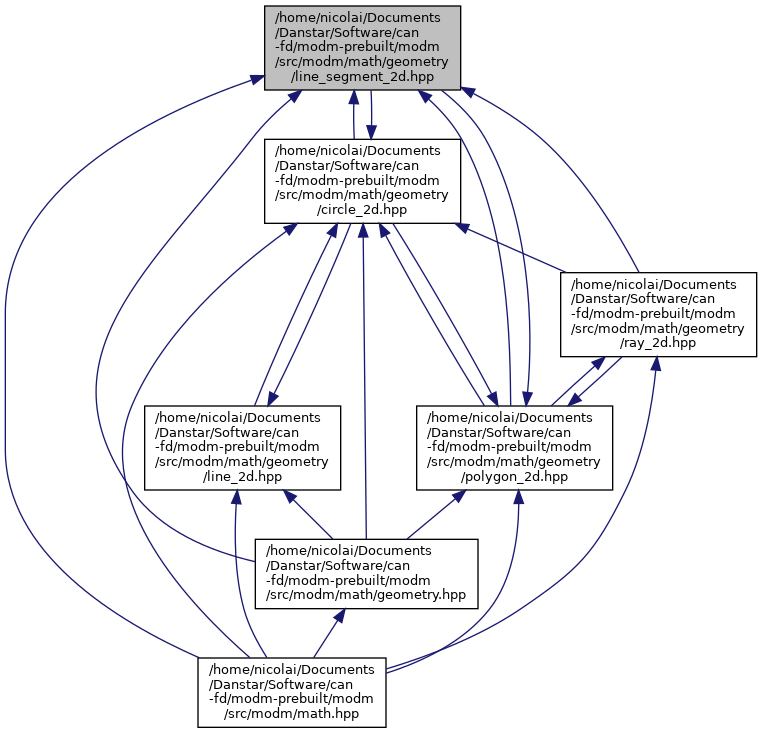 /home/nicolai/Documents
/Danstar/Software/can
-fd/modm-prebuilt/modm
/src/modm/math/geometry
/line_segment_2d.hpp
/home/nicolai/Documents
/Danstar/Software/can
-fd/modm-prebuilt/modm
/src/modm/math/geometry
/circle_2d.hpp
/home/nicolai/Documents
/Danstar/Software/can
-fd/modm-prebuilt/modm
/src/modm/math/geometry
/ray_2d.hpp
/home/nicolai/Documents
/Danstar/Software/can
-fd/modm-prebuilt/modm
/src/modm/math/geometry
/line_2d.hpp
/home/nicolai/Documents
/Danstar/Software/can
-fd/modm-prebuilt/modm
/src/modm/math/geometry
/polygon_2d.hpp
/home/nicolai/Documents
/Danstar/Software/can
-fd/modm-prebuilt/modm
/src/modm/math/geometry.hpp
/home/nicolai/Documents
/Danstar/Software/can
-fd/modm-prebuilt/modm
/src/modm/math.hpp